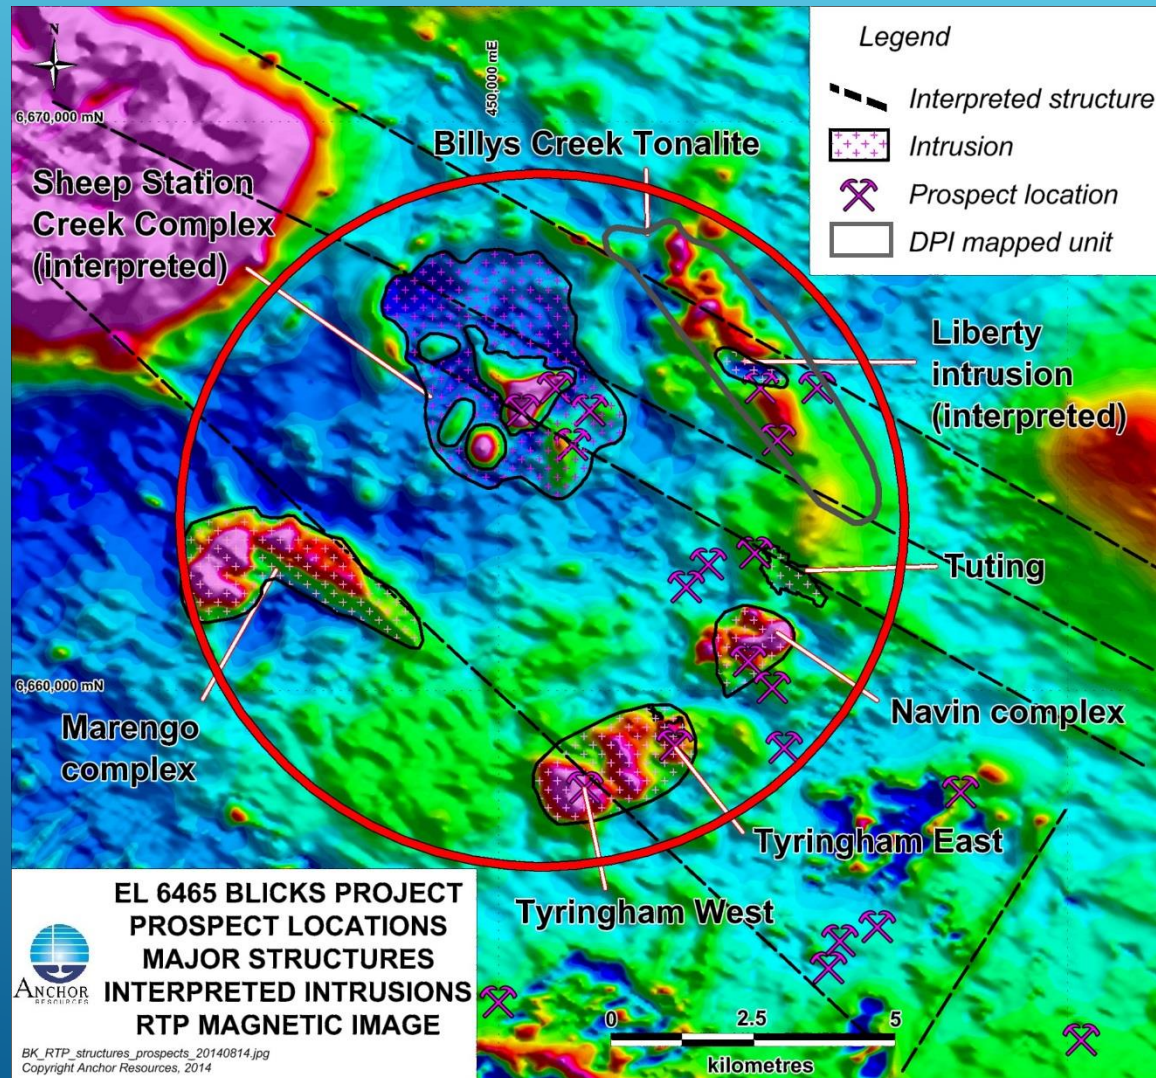 N
6,670,000 mN
450,000 mE
Legend
Interpreted structure
Intrusion
Prospect location
DPI mapped unit
Billys Creek Tonalite
Sheep Station
Creek Complex
(interpreted)
Liberty
intrusion
(interpreted)
Tuting
6,660,000 mN
Navin complex
Marengo
complex
Tyringham East
Tyringham West
EL 6465 BLICKS PROJECT
PROSPECT LOCATIONS
MAJOR STRUCTURES
INTERPRETED INTRUSIONS
RTP MAGNETIC IMAGE
ANCHOR
RESOURCES
BK_RTP_structures_prospects_20140814.jpg
Copyright Anchor Resources, 2014
0 2.5 5
kilometres